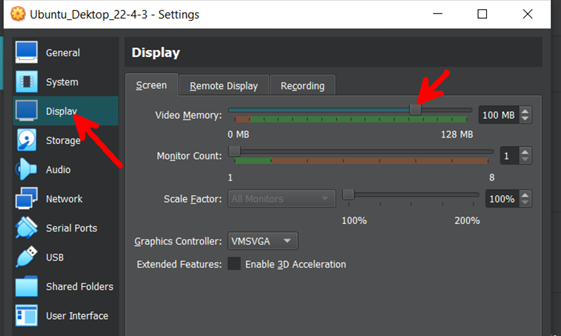 Ubuntu_Dektop_22-4-3 - Settings
General
System
Display
Storage
Audio
Network
Serial Ports
USB
Shared Folders
User Interface
Display
Screen Remote Display Recording
Video Memory: 100 MB
0 MB 128 MB
Monitor Count: 1
1 8
Scale Factor: All Monitors 100%
100% 200%
Graphics Controller: VMSVGA
Extended Features: Enable 3D Acceleration